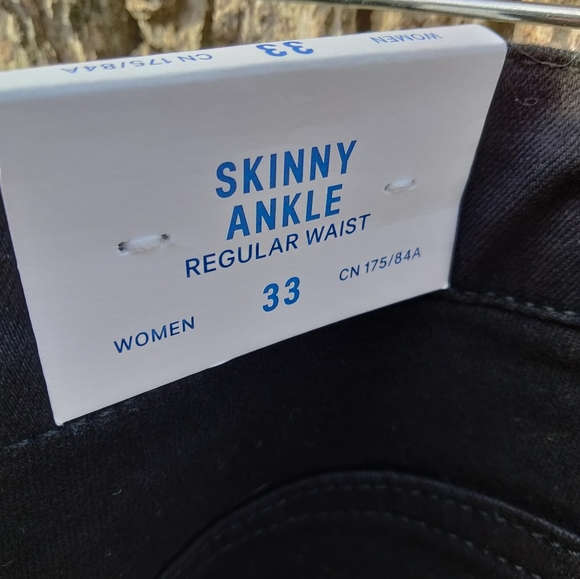 CN 175/84A 33 WOMEN
SKINNY
ANKLE
REGULAR WAIST
WOMEN 33 CN 175/84A